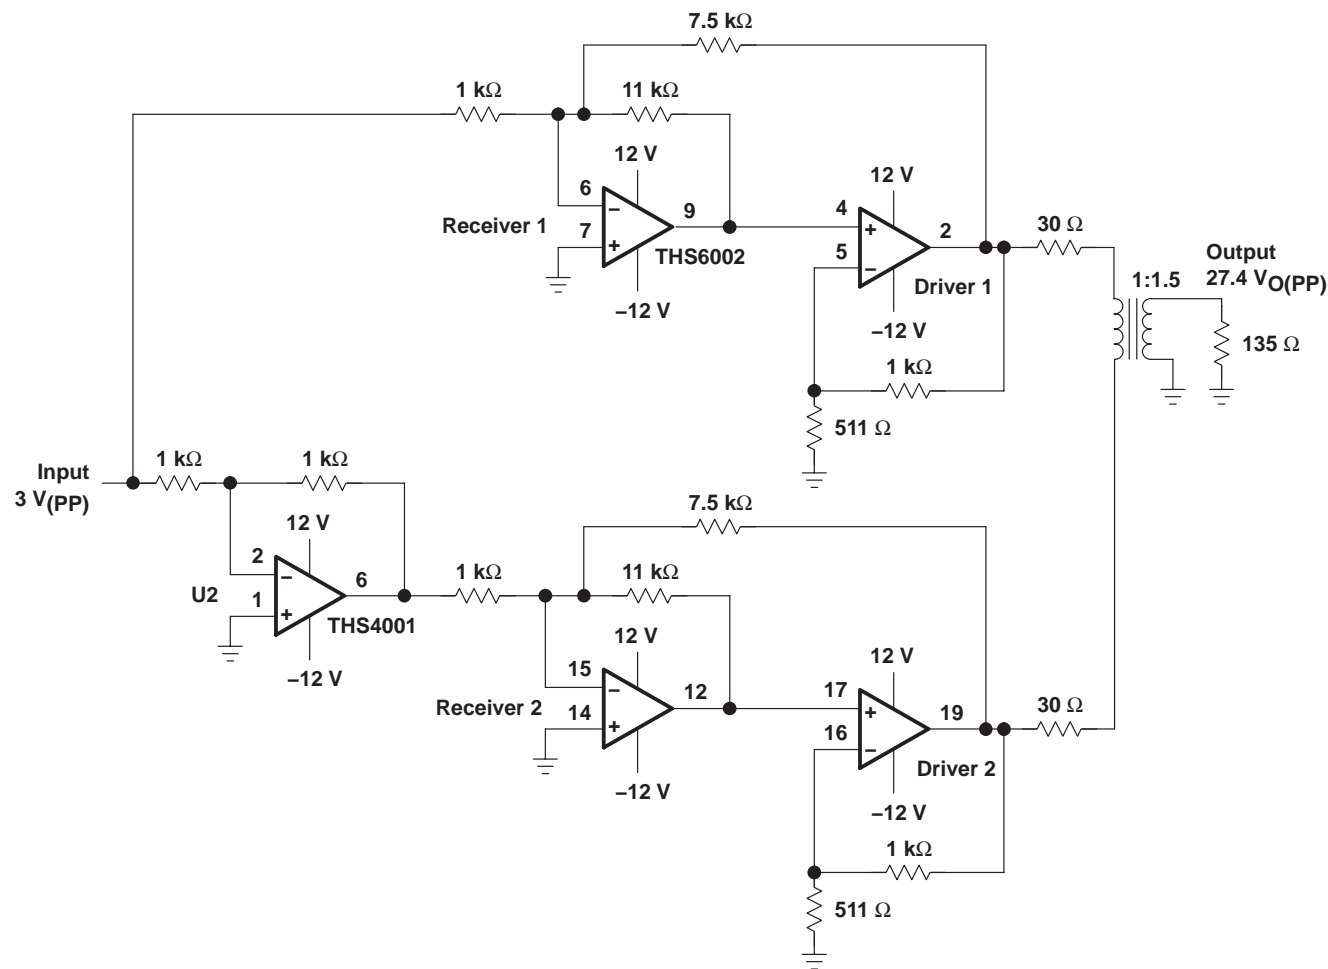 7.5 kΩ
1 kΩ
11 kΩ
12 V
12 V
6
−
9
4
+
2
30 Ω
Receiver 1
7
+
THS6002
5
−
Driver 1
Output
27.4 VO(PP)
1:1.5
−12 V
−12 V
135 Ω
1 kΩ
511 Ω
Input
3 V(PP)
1 kΩ
1 kΩ
7.5 kΩ
12 V
2
−
6
1 kΩ
11 kΩ
U2
1
+
THS4001
12 V
12 V
−12 V
15
−
12
17
+
19
30 Ω
Receiver 2
14
+
16
−
Driver 2
−12 V
−12 V
1 kΩ
511 Ω